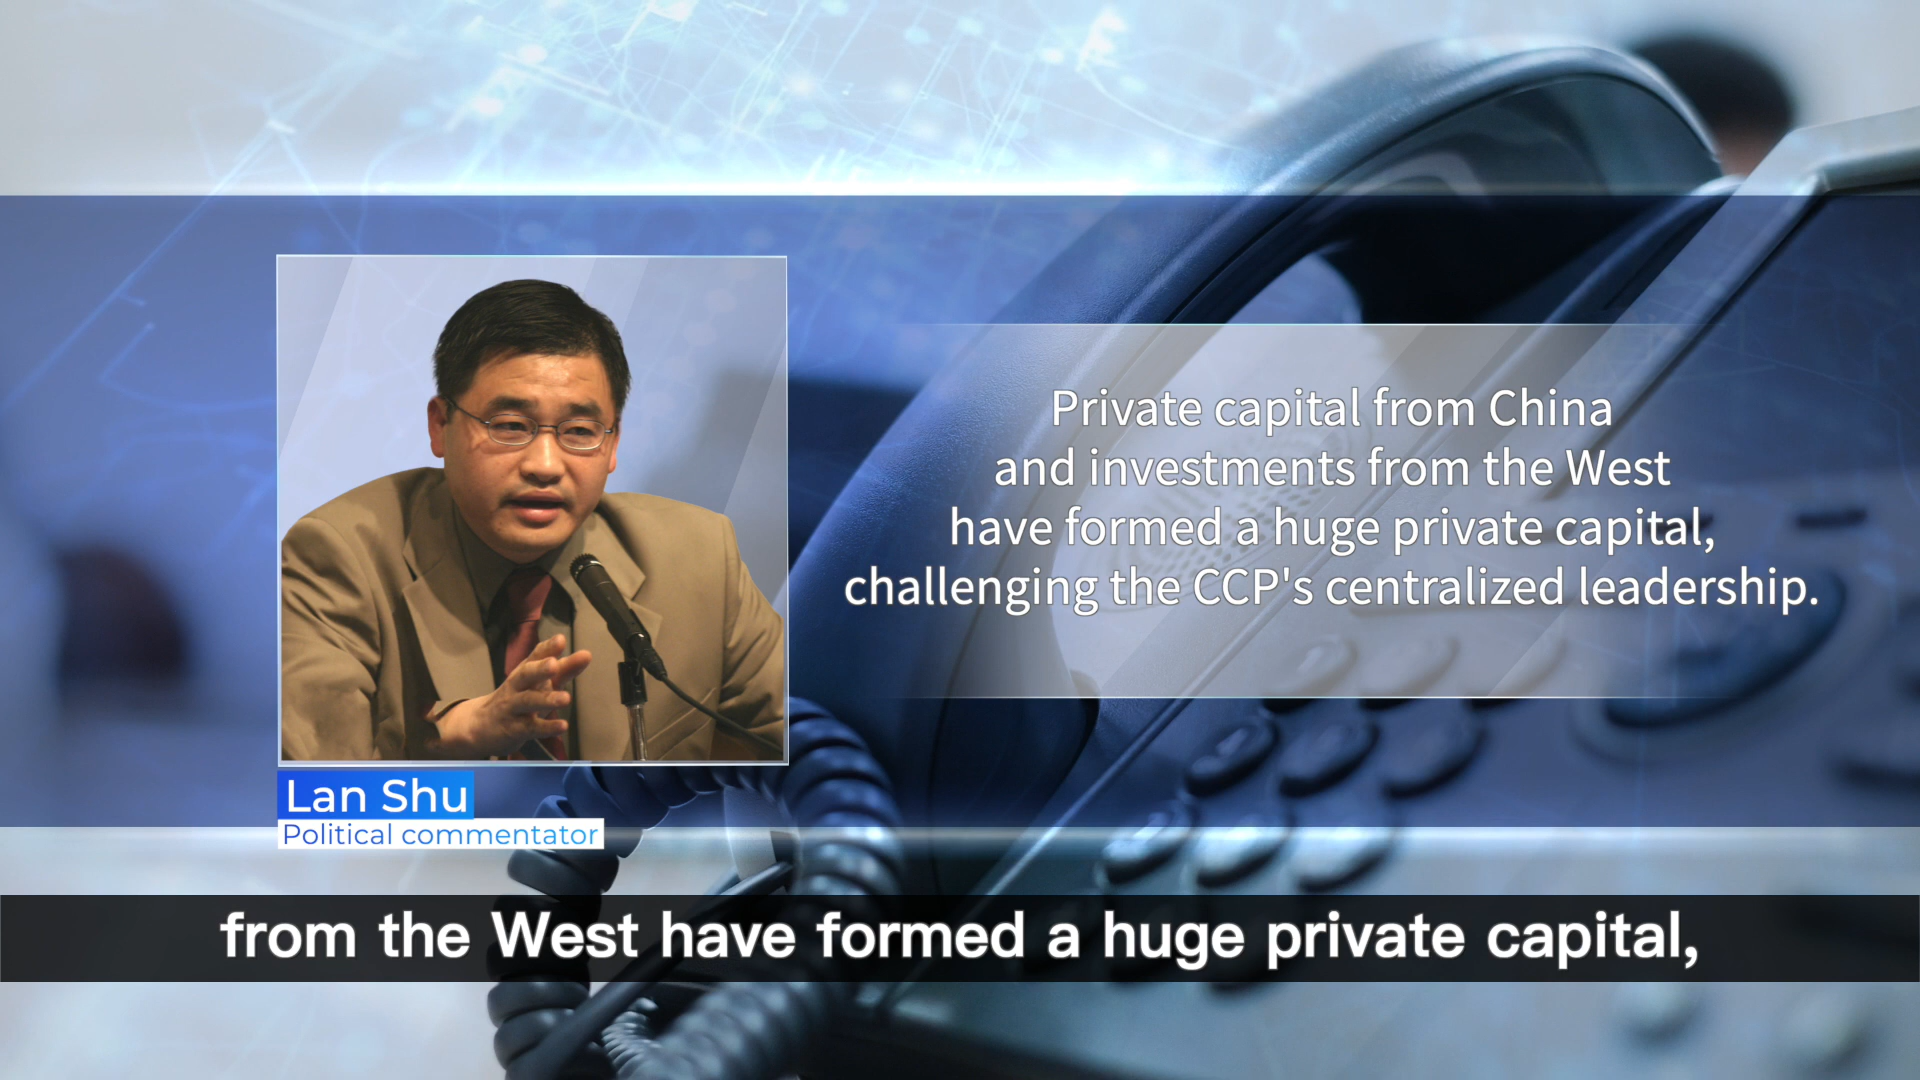 Private capital from China
and investments from the West
have formed a huge private capital,
challenging the CCP's centralized leadership.
Lan Shu
Political commentator
from the West have formed a huge private capital,